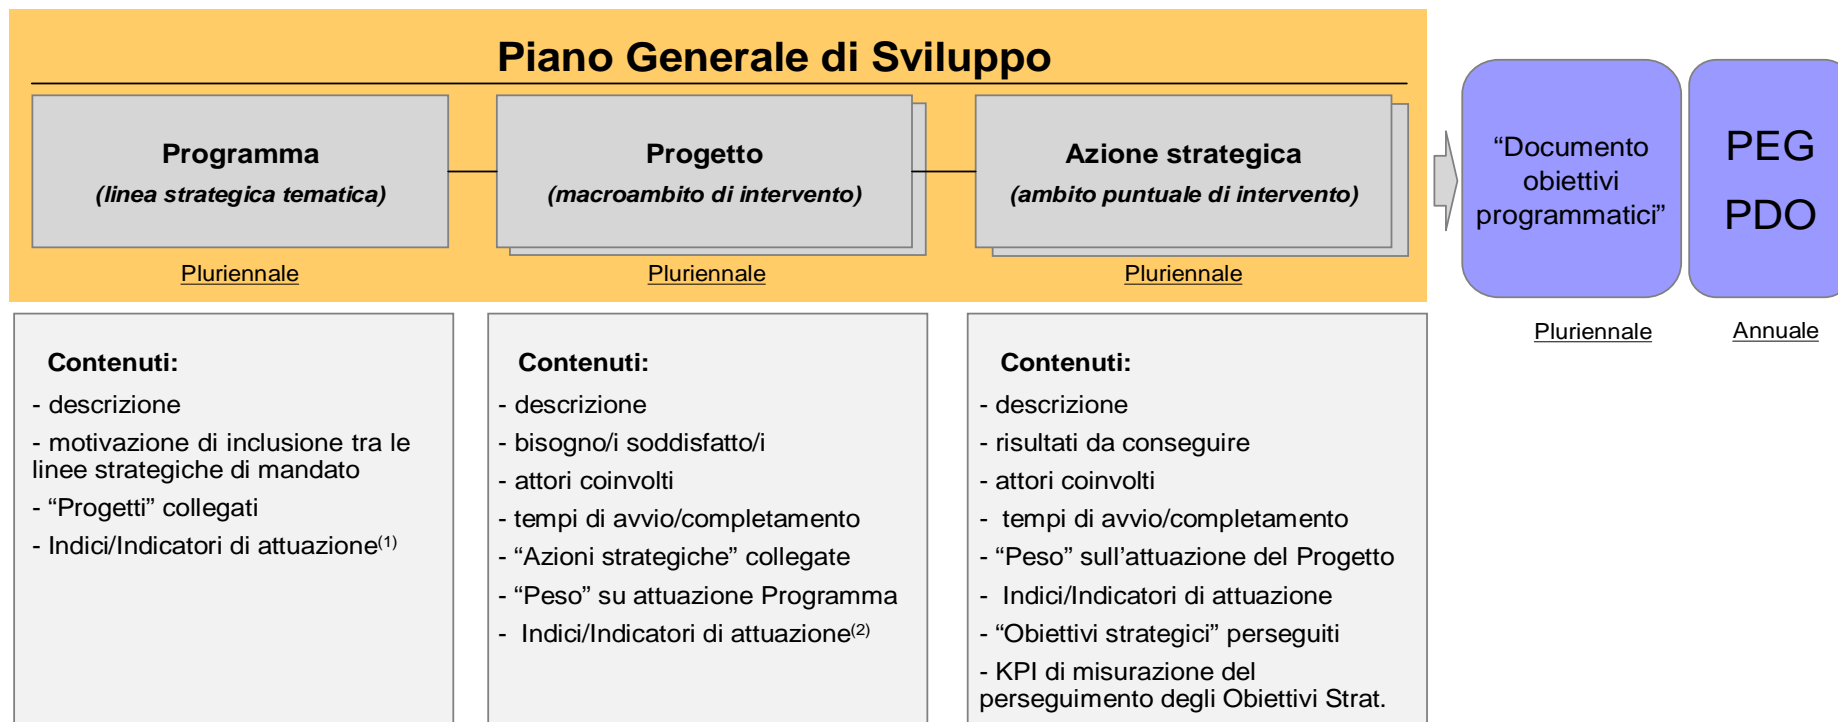 Piano Generale di Sviluppo
Programma
(linea strategica tematica)
Pluriennale
Progetto
(macroambito di intervento)
Pluriennale
Azione strategica
(ambito puntuale di intervento)
Pluriennale
“Documento
obiettivi
programmatici”
Pluriennale
PEG
PDO
Annuale
Contenuti:
- descrizione
- motivazione di inclusione tra le
linee strategiche di mandato
- “Progetti” collegati
- Indici/Indicatori di attuazione(1)
Contenuti:
- descrizione
- bisogno/i soddisfatto/i
- attori coinvolti
- tempi di avvio/completamento
- “Azioni strategiche” collegate
- “Peso” su attuazione Programma
- Indici/Indicatori di attuazione(2)
Contenuti:
- descrizione
- risultati da conseguire
- attori coinvolti
- tempi di avvio/completamento
- “Peso” sull’attuazione del Progetto
- Indici/Indicatori di attuazione
- “Obiettivi strategici” perseguiti
- KPI di misurazione del
perseguimento degli Obiettivi Strat.